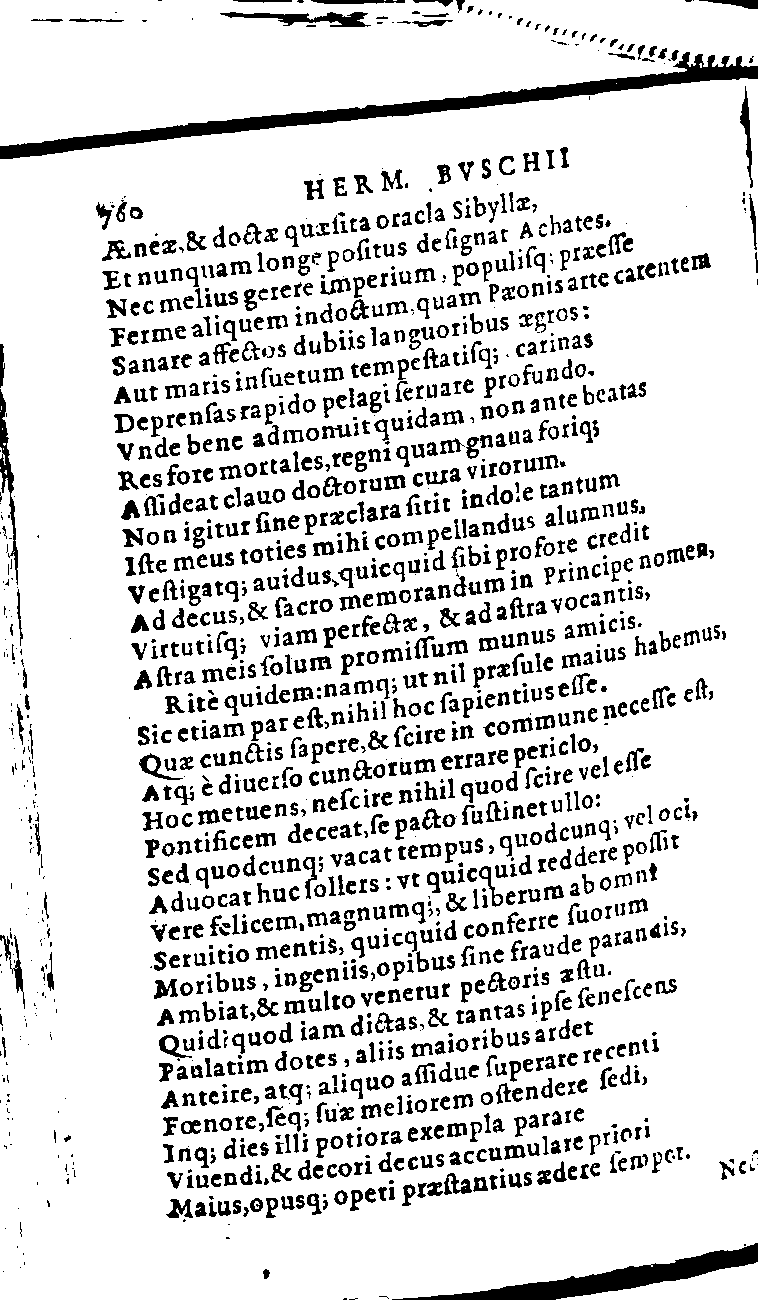 760
HERM. BVSCHII
Æneæ,& doctæ quæſita oracla Sibyllæ,
Et nunquam longe poſitus deſignat Achates.
Nec melius gerere imperium, populiſq; præeſſe
Ferme aliquem indoctum,quam Pæonis arte carentem
Sanare affectos dubiis languoribus ægros:
Aut maris inſuetum tempeſtatiſq; carinas
Deprenſas rapido pelagi ſeruare profundo.
Vnde bene admonuit quidam, non ante beatas
Res fore mortales,regni quam gnaua foriq;
Aſſideat clauo doctorum cura virorum.
Non igitur ſine præclara ſitit indole tantum
Iſte meus toties mihi compellandus alumnus,
Veſtigatq; auidus,quicquid ſibi profore credit
Ad decus,& ſacro memorandum in Principe nomen,
Virtutiſq; viam perfectæ, & ad aſtra vocantis,
Aſtra meis ſolum promiſſum munus amicis.
Ritè quidem:namq; ut nil præſule maius habemus,
Sic etiam par eſt,nihil hoc ſapientius eſſe.
Quæ cunctis ſapere,& ſcire in commune neceſſe eſt,
Atq; è diuerſo cunctorum errare periclo,
Hoc metuens, neſcire nihil quod ſcire vel eſſe
Pontificem deceat,ſe pacto ſuſtinet ullo:
Sed quodcunq; vacat tempus, quodcunq; vel oci,
Aduocat huc ſollers: vt quicquid reddere poſſit
Vere felicem,magnumq;, & liberum ab omni
Seruitio mentis, quicquid conferre ſuorum
Moribus, ingeniis,opibus ſine fraude parandis,
Ambiat,& multo venetur pectoris æſtu.
Quid?quod iam dictas,& tantas ipſe ſeneſcens
Paulatim dotes, aliis maioribus ardet
Anteire, atq; aliquo aſſidue ſuperare recenti
Fœnore,ſeq; ſuæ meliorem oſtendere ſedi,
Inq; dies illi potiora exempla parare
Viuendi,& decori decus accumulare priori
Maius,opusq; operi præſtantius ædere ſemper.